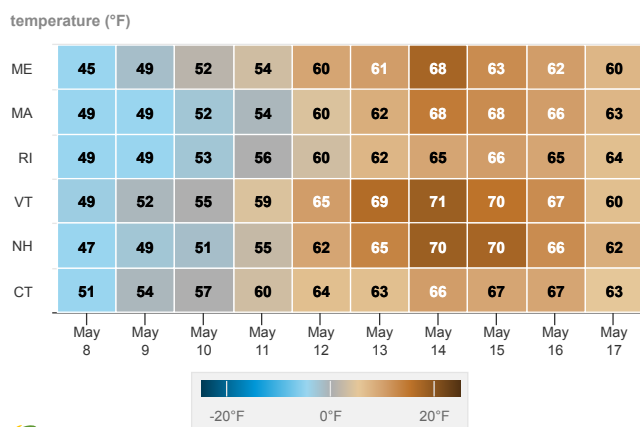 temperature (°F)
ME 45 49 52 54 60 61 68 63 62 60
MA 49 49 52 54 60 62 68 68 66 63
RI 49 49 53 56 60 62 65 66 65 64
VT 49 52 55 59 65 69 71 70 67 60
NH 47 49 51 55 62 65 70 70 66 62
CT 51 54 57 60 64 63 66 67 67 63
May May May May May May May May May May
8 9 10 11 12 13 14 15 16 17
-20°F 0°F 20°F